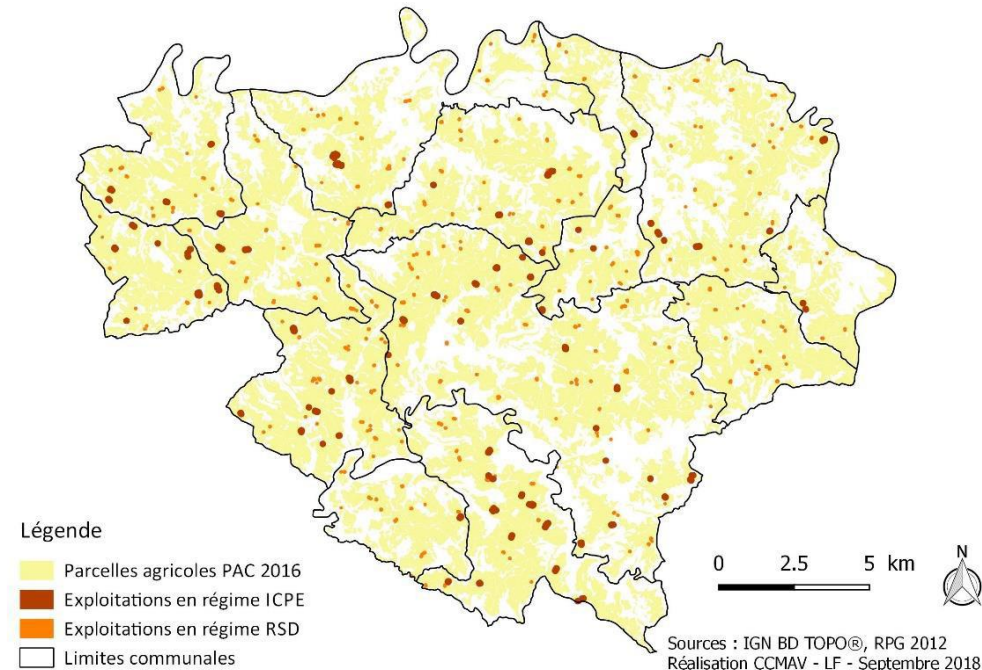 Légende
Parcelles agricoles PAC 2016
Exploitations en régime ICPE
Exploitations en régime RSD
Limites communales
0 2.5 5 km
N
Sources : IGN BD TOPO®, RPG 2012
Réalisation CCMAV - LF - Septembre 2018